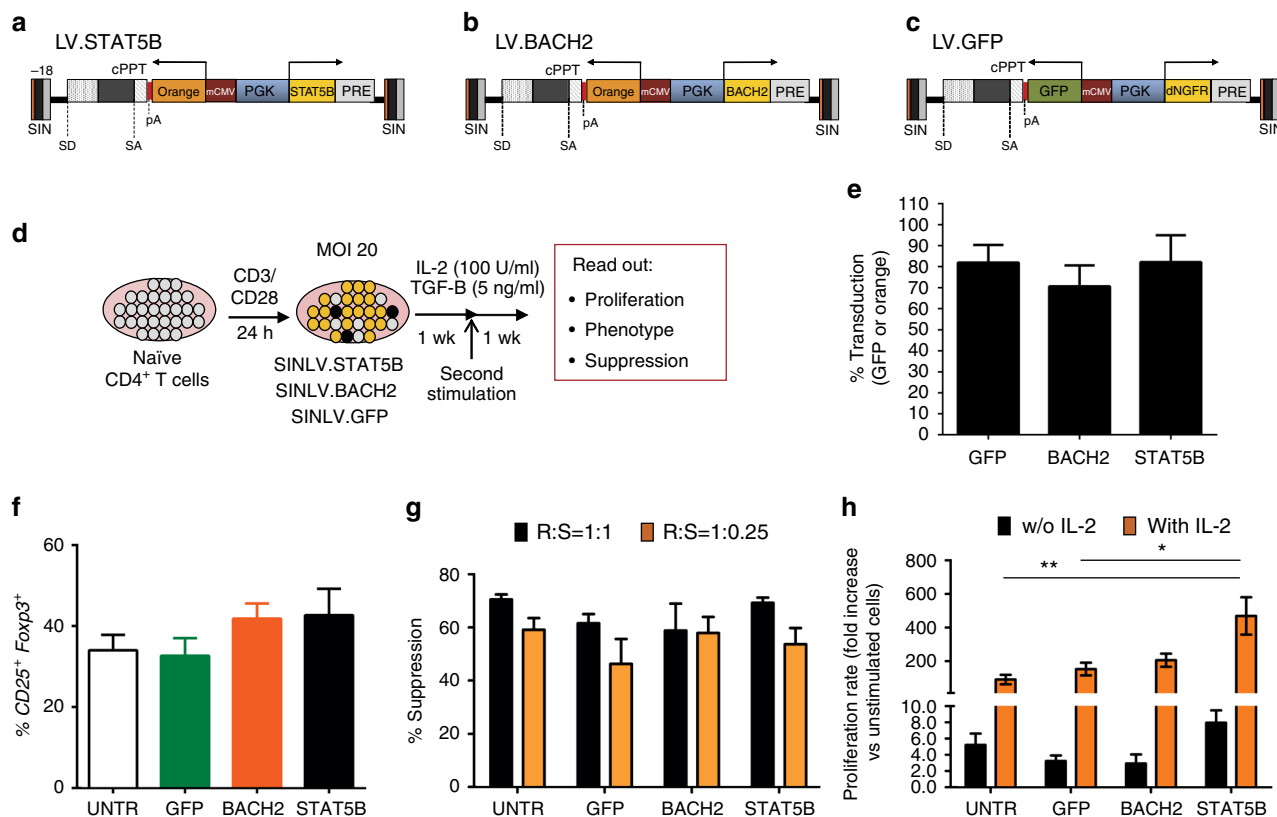 a
LV.STAT5B
−18
cPPT
Orange
mCMV
PGK
STAT5B
PRE
SIN
pA
SIN
SD
SA
b
LV.BACH2
cPPT
Orange
mCMV
PGK
BACH2
PRE
SIN
pA
SIN
SD
SA
c
LV.GFP
cPPT
GFP
mCMV
PGK
dNGFR
PRE
SIN
pA
SIN
SD
SA
d
Naïve
CD4+ T cells
CD3/
CD28
24 h
MOI 20
SINLV.STAT5B
SINLV.BACH2
SINLV.GFP
IL-2 (100 U/ml)
TGF-B (5 ng/ml)
1 wk
1 wk
Second
stimulation
Read out:
• Proliferation
• Phenotype
• Suppression
e
% Transduction
(GFP or orange)
110
100
90
80
70
60
50
40
30
20
10
0
GFP
BACH2
STAT5B
f
% CD25+ Foxp3+
60
40
20
0
UNTR
GFP
BACH2
STAT5B
g
R:S=1:1
R:S=1:0.25
% Suppression
80
60
40
20
0
UNTR
GFP
BACH2
STAT5B
h
w/o IL-2
With IL-2
Proliferation rate (fold increase
vs unstimulated cells)
800
600
400
200
10.0
8.0
6.0
4.0
2.0
0
**
*
UNTR
GFP
BACH2
STAT5B